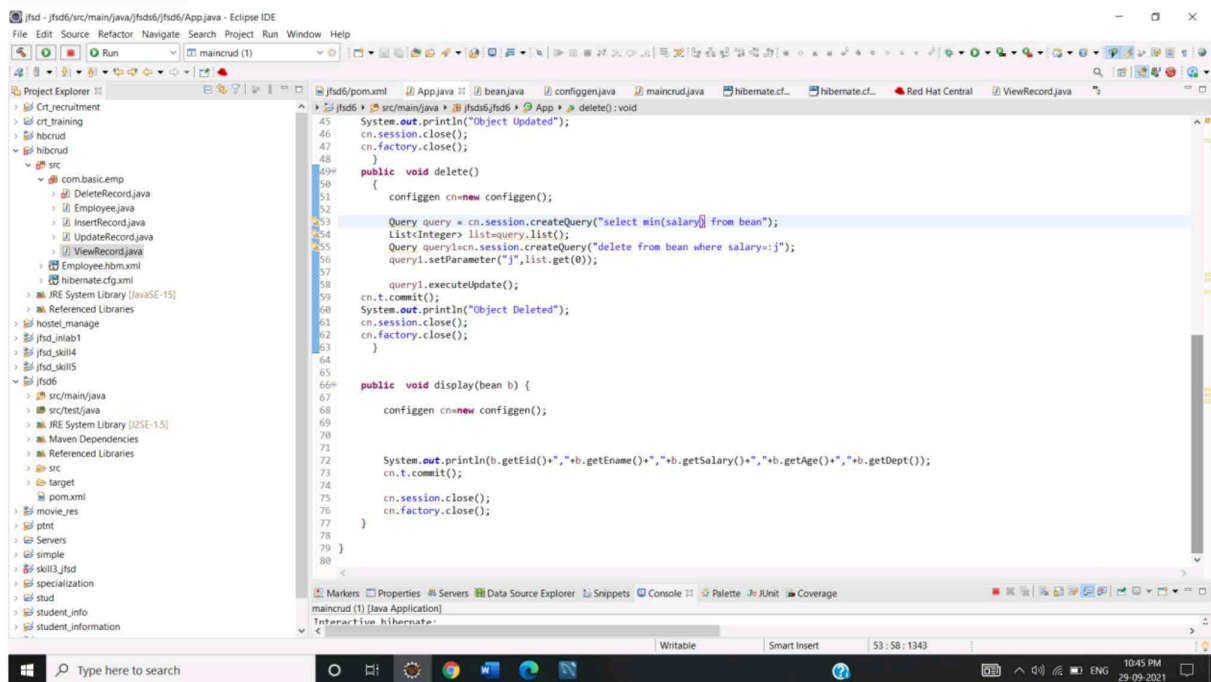 jfsd - jfsd6/src/main/java/jfsds6/jfsd6/App.java - Eclipse IDE
File Edit Source Refactor Navigate Search Project Run Window Help
Run
maincrud (1)
Project Explorer
Crt_recruitment
crt_training
hbcrud
hibcrud
src
com.basic.emp
DeleteRecord.java
Employee.java
InsertRecord.java
UpdateRecord.java
ViewRecord.java
Employee.hbm.xml
hibernate.cfg.xml
JRE System Library [JavaSE-15]
Referenced Libraries
hostel_manage
jfsd_inlab1
jfsd_skill4
jfsd_skill5
jfsd6
src/main/java
src/test/java
JRE System Library [J2SE-1.5]
Maven Dependencies
Referenced Libraries
src
target
pom.xml
movie_res
ptnt
Servers
simple
skill3_jfsd
specialization
stud
student_info
student_information
jfsd6/pom.xml App.java bean.java configgen.java maincrud.java hibernate.cf... hibernate.cf... Red Hat Central ViewRecord.java
jfsd6 src/main/java jfsds6.jfsd6 App delete() : void
45 System.out.println("Object Updated");
46 cn.session.close();
47 cn.factory.close();
48 }
49 public void delete()
50 {
51 configgen cn=new configgen();
52
53 Query query = cn.session.createQuery("select min(salary) from bean");
54 List<Integer> list=query.list();
55 Query query1=cn.session.createQuery("delete from bean where salary=:j");
56 query1.setParameter("j",list.get(0));
57
58 query1.executeUpdate();
59 cn.t.commit();
60 System.out.println("Object Deleted");
61 cn.session.close();
62 cn.factory.close();
63 }
64
65
66 public void display(bean b) {
67
68 configgen cn=new configgen();
69
70
71
72 System.out.println(b.getEid()+","+b.getEname()+","+b.getSalary()+","+b.getAge()+","+b.getDept());
73 cn.t.commit();
74
75 cn.session.close();
76 cn.factory.close();
77 }
78
79 }
80
Markers Properties Servers Data Source Explorer Snippets Console Palette JUnit Coverage
maincrud (1) [Java Application]
Interactive hibernate:
Writable Smart Insert 53 : 58 : 1343
Type here to search
ENG
10:45 PM
29-09-2021